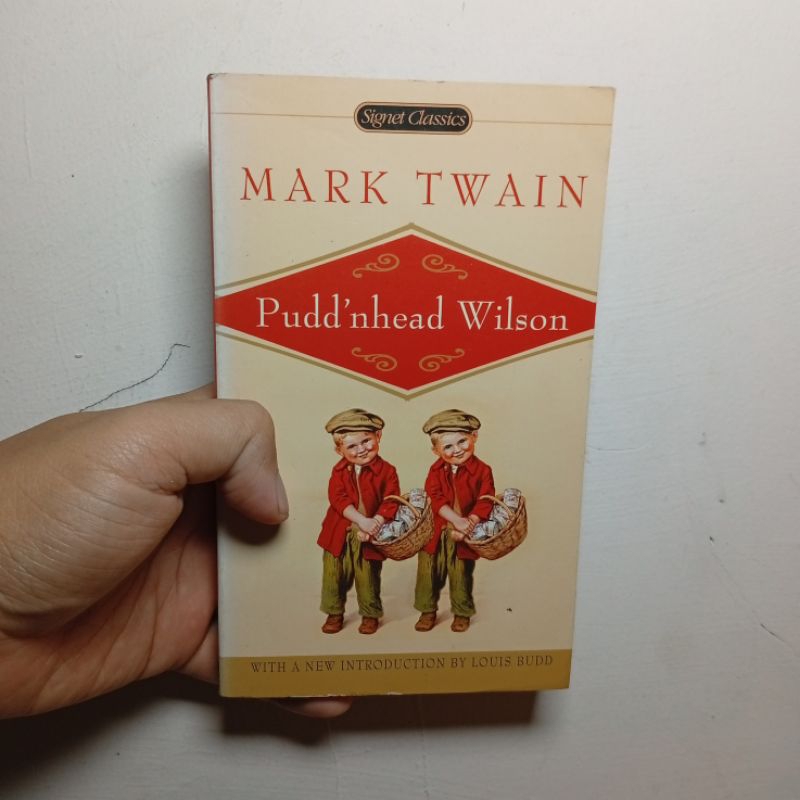 Signet Classics
MARK TWAIN
Pudd'nhead Wilson
WITH A NEW INTRODUCTION BY LOUIS BUDD